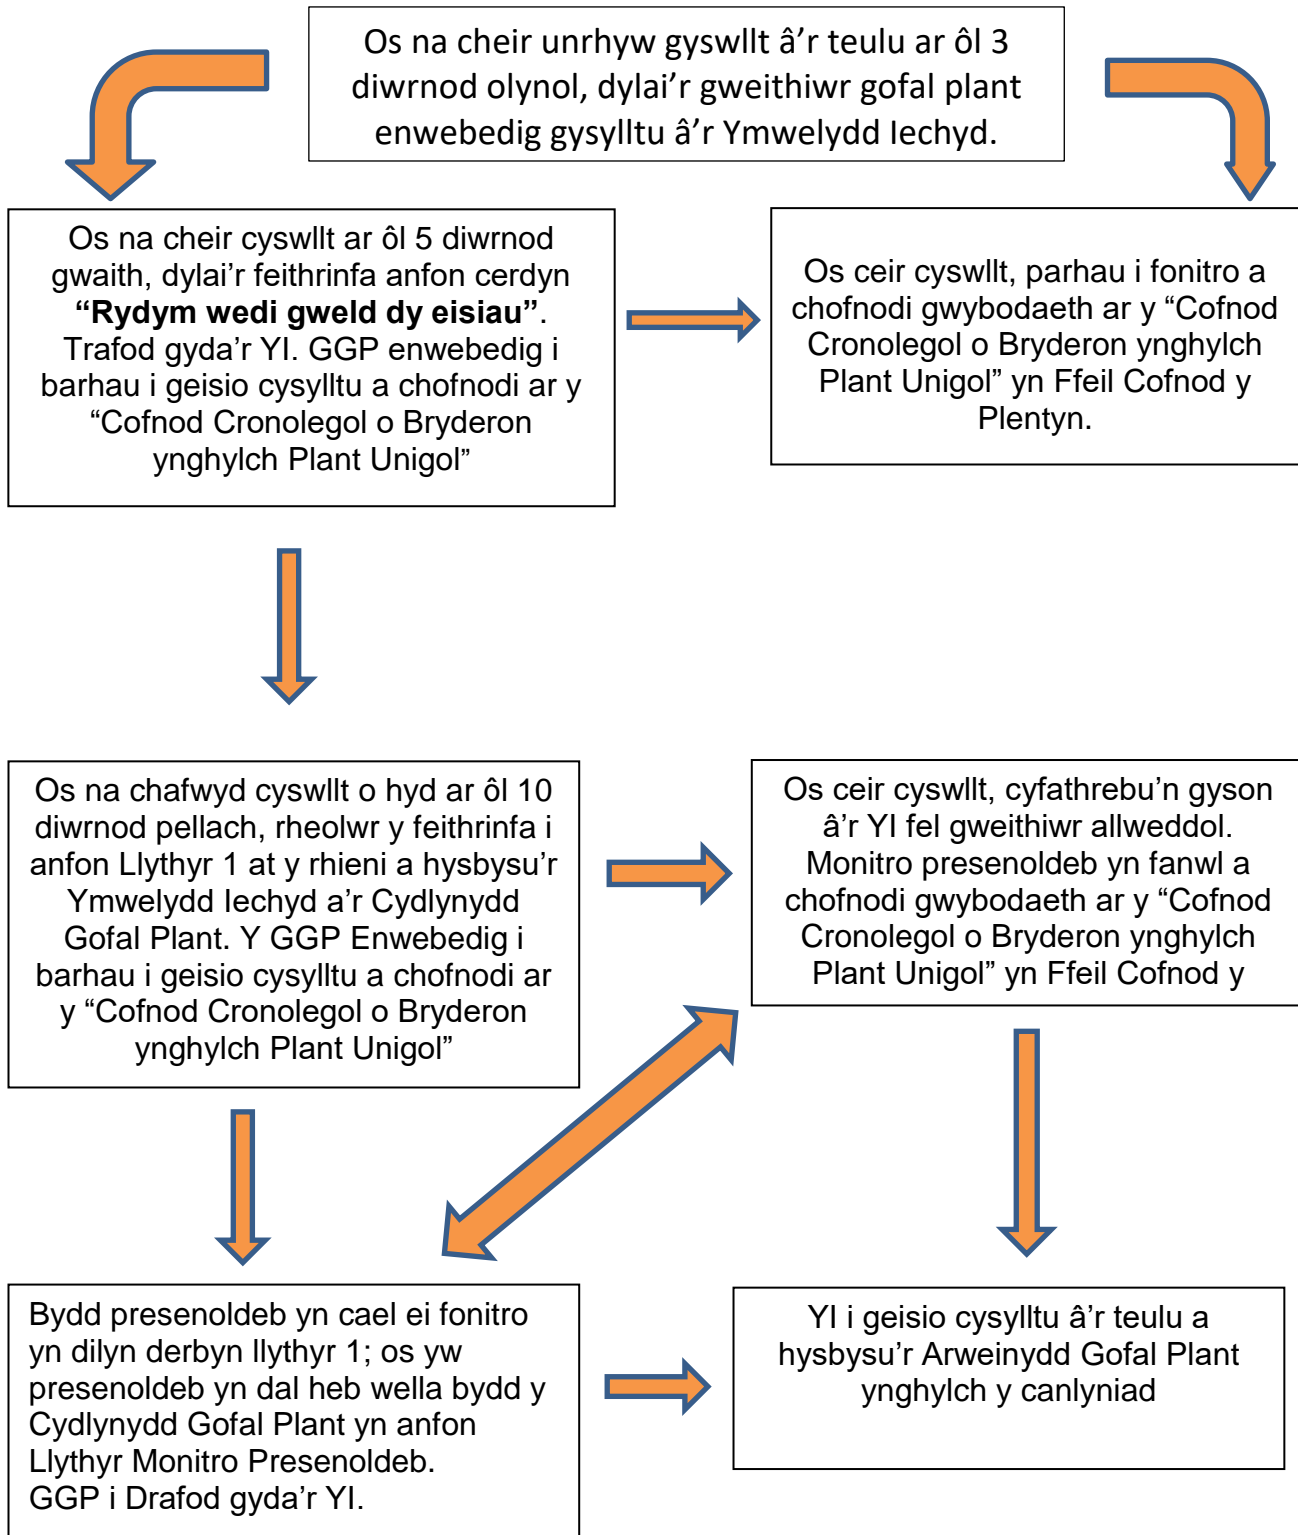 Os na cheir unrhyw gyswllt â’r teulu ar ôl 3
diwrnod olynol, dylai’r gweithiwr gofal plant
enwebedig gysylltu â’r Ymwelydd Iechyd.
Os na cheir cyswllt ar ôl 5 diwrnod
gwaith, dylai’r feithrinfa anfon cerdyn
“Rydym wedi gweld dy eisiau”.
Trafod gyda’r YI. GGP enwebedig i
barhau i geisio cysylltu a chofnodi ar y
“Cofnod Cronolegol o Bryderon
ynghylch Plant Unigol”
Os ceir cyswllt, parhau i fonitro a
chofnodi gwybodaeth ar y “Cofnod
Cronolegol o Bryderon ynghylch
Plant Unigol” yn Ffeil Cofnod y
Plentyn.
Os na chafwyd cyswllt o hyd ar ôl 10
diwrnod pellach, rheolwr y feithrinfa i
anfon Llythyr 1 at y rhieni a hysbysu’r
Ymwelydd Iechyd a’r Cydlynydd
Gofal Plant. Y GGP Enwebedig i
barhau i geisio cysylltu a chofnodi ar
y “Cofnod Cronolegol o Bryderon
ynghylch Plant Unigol”
Os ceir cyswllt, cyfathrebu’n gyson
â’r YI fel gweithiwr allweddol.
Monitro presenoldeb yn fanwl a
chofnodi gwybodaeth ar y “Cofnod
Cronolegol o Bryderon ynghylch
Plant Unigol” yn Ffeil Cofnod y
Bydd presenoldeb yn cael ei fonitro
yn dilyn derbyn llythyr 1; os yw
presenoldeb yn dal heb wella bydd y
Cydlynydd Gofal Plant yn anfon
Llythyr Monitro Presenoldeb.
GGP i Drafod gyda’r YI.
YI i geisio cysylltu â’r teulu a
hysbysu’r Arweinydd Gofal Plant
ynghylch y canlyniad